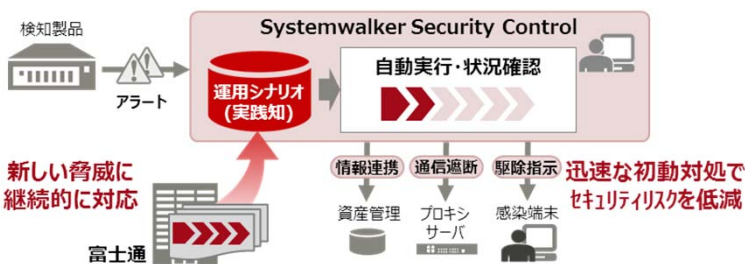 Systemwalker Security Control
検知製品
アラート
運用シナリオ
(実践知)
自動実行・状況確認
新しい脅威に
継続的に対応
富士通
情報連携
通信遮断
駆除指示
資産管理
プロキシ
サーバ
感染端末
迅速な初動対処で
セキュリティリスクを低減